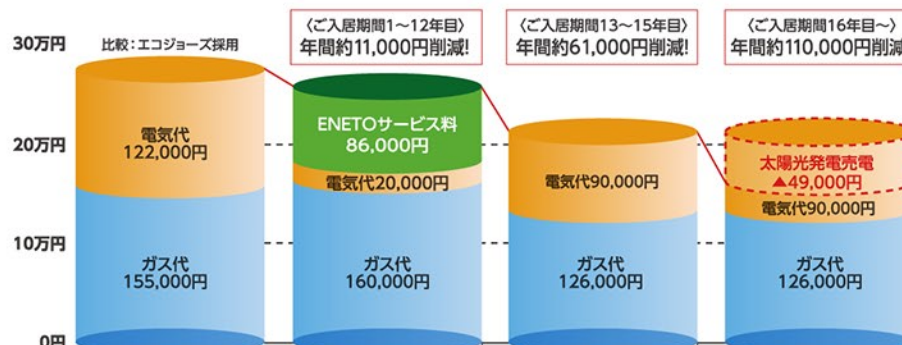 30万円
20万円
10万円
0円
比較：エコジョーズ採用
電気代
122,000円
ガス代
155,000円
〈ご入居期間1～12年目〉
年間約11,000円削減!
ENETOサービス料
86,000円
電気代20,000円
ガス代
160,000円
〈ご入居期間13～15年目〉
年間約61,000円削減!
電気代90,000円
ガス代
126,000円
〈ご入居期間16年目～〉
年間約110,000円削減
太陽光発電売電
▲49,000円
電気代90,000円
ガス代
126,000円